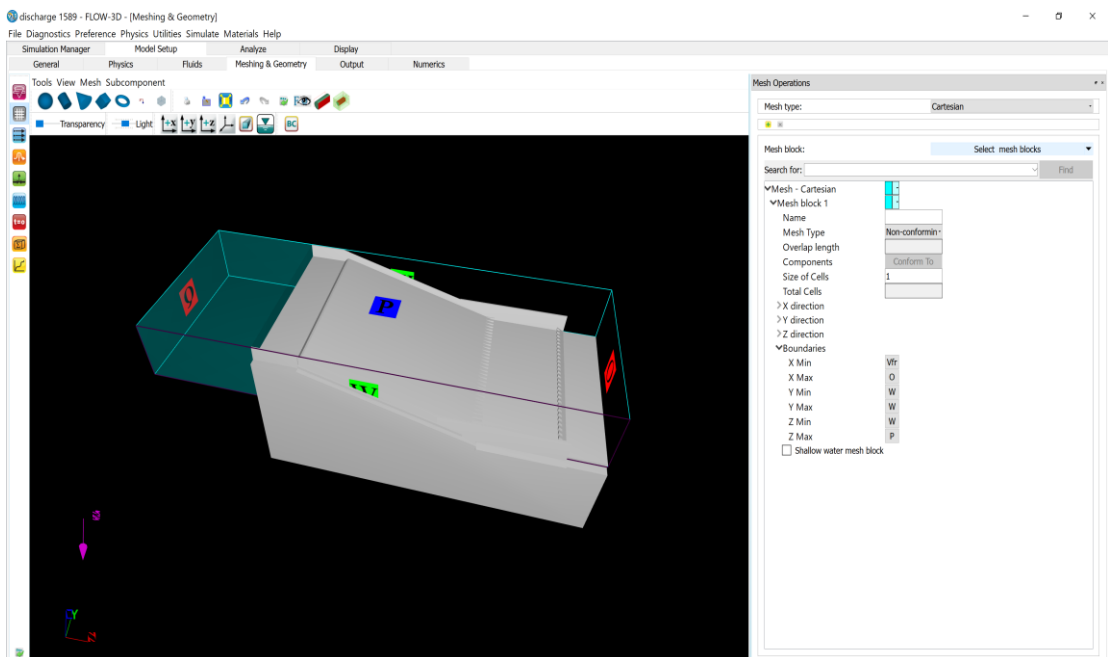 discharge 1589 - FLOW-3D - [Meshing & Geometry]
File Diagnostics Preference Physics Utilities Simulate Materials Help
Simulation Manager Model Setup Analyze Display
General Physics Fluids Meshing & Geometry Output Numerics
Tools View Mesh Subcomponent
Transparency Light +x +y +z BC
Mesh Operations
Mesh type: Cartesian
Mesh block: Select mesh blocks
Search for: Find
Mesh - Cartesian
Mesh block 1
Name
Mesh Type Non-conformin
Overlap length
Components Conform To
Size of Cells 1
Total Cells
X direction
Y direction
Z direction
Boundaries
X Min Vfr
X Max O
Y Min W
Y Max W
Z Min W
Z Max P
Shallow water mesh block
P
W
Y